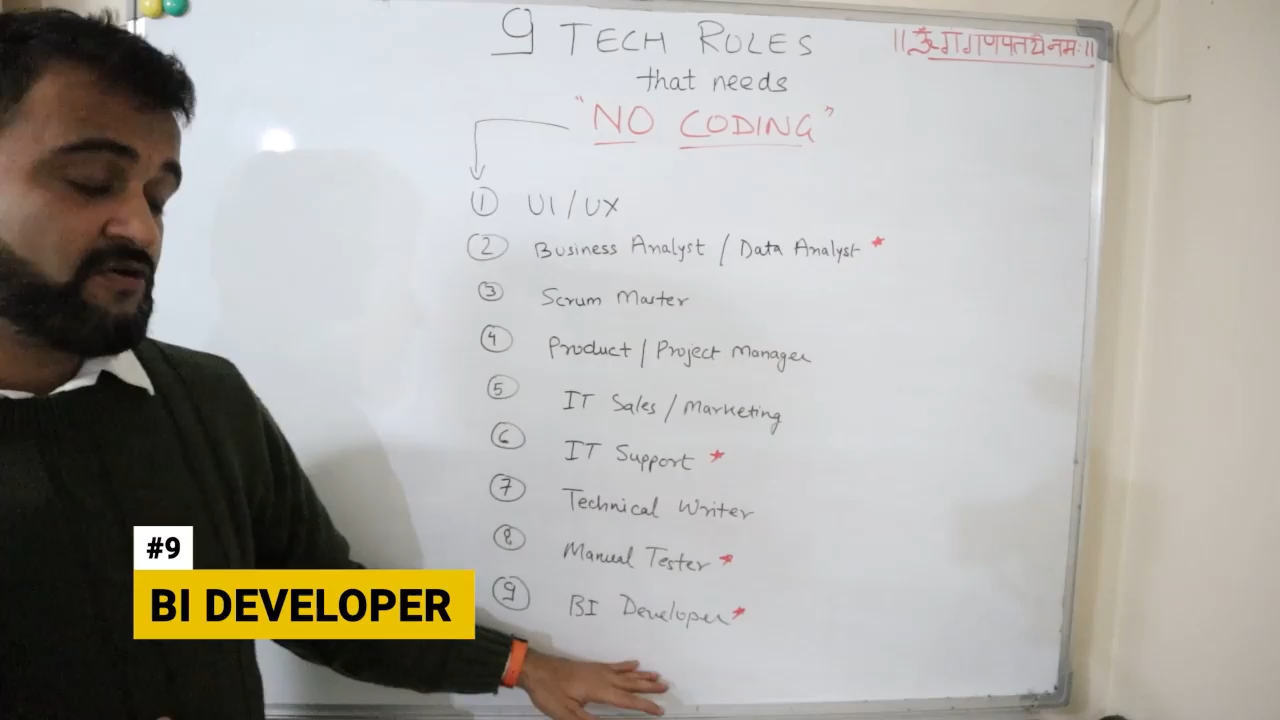 9 TECH ROLES
that needs
"NO CODING"
॥ ॐ गं गणपतये नमः ॥
1 UI/UX
2 Business Analyst / Data Analyst *
3 Scrum Master
4 Product / Project Manager
5 IT Sales / Marketing
6 IT Support *
7 Technical Writer
8 Manual Tester *
9 BI Developer *
#9
BI DEVELOPER